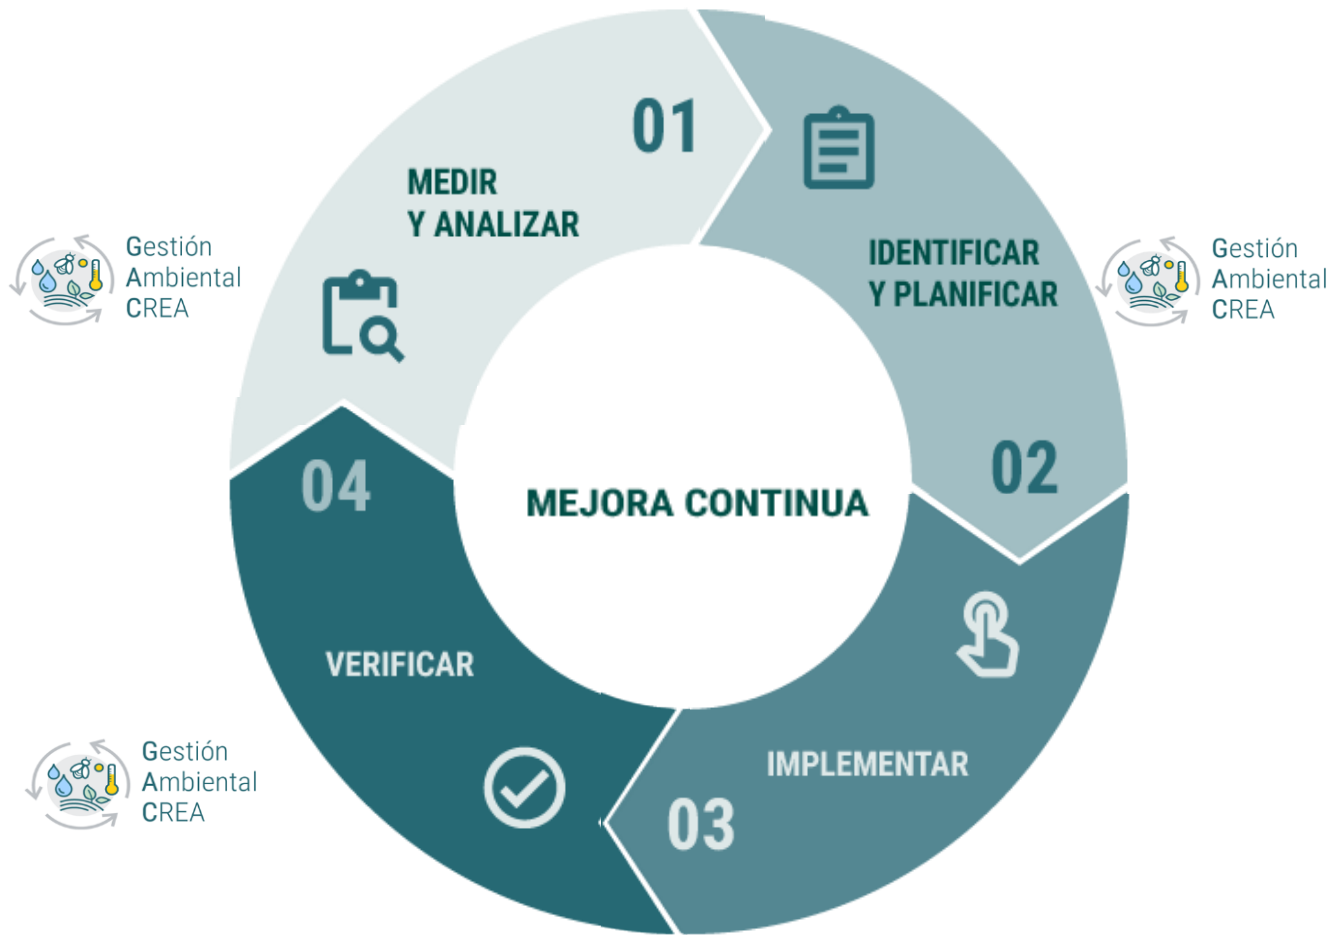 01
MEDIR
Y ANALIZAR
IDENTIFICAR
Y PLANIFICAR
02
Gestión
Ambiental
CREA
Gestión
Ambiental
CREA
MEJORA CONTINUA
04
VERIFICAR
IMPLEMENTAR
03
Gestión
Ambiental
CREA